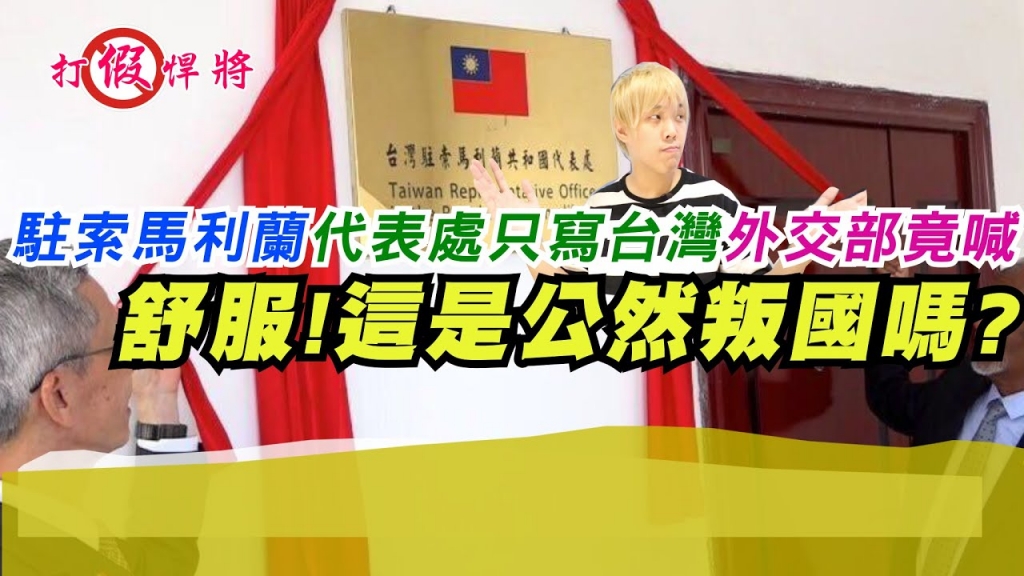 打假悍將
台灣駐索馬利蘭共和國代表處
Taiwan Representative Office
駐索馬利蘭代表處只寫台灣外交部竟喊
舒服!這是公然叛國嗎?